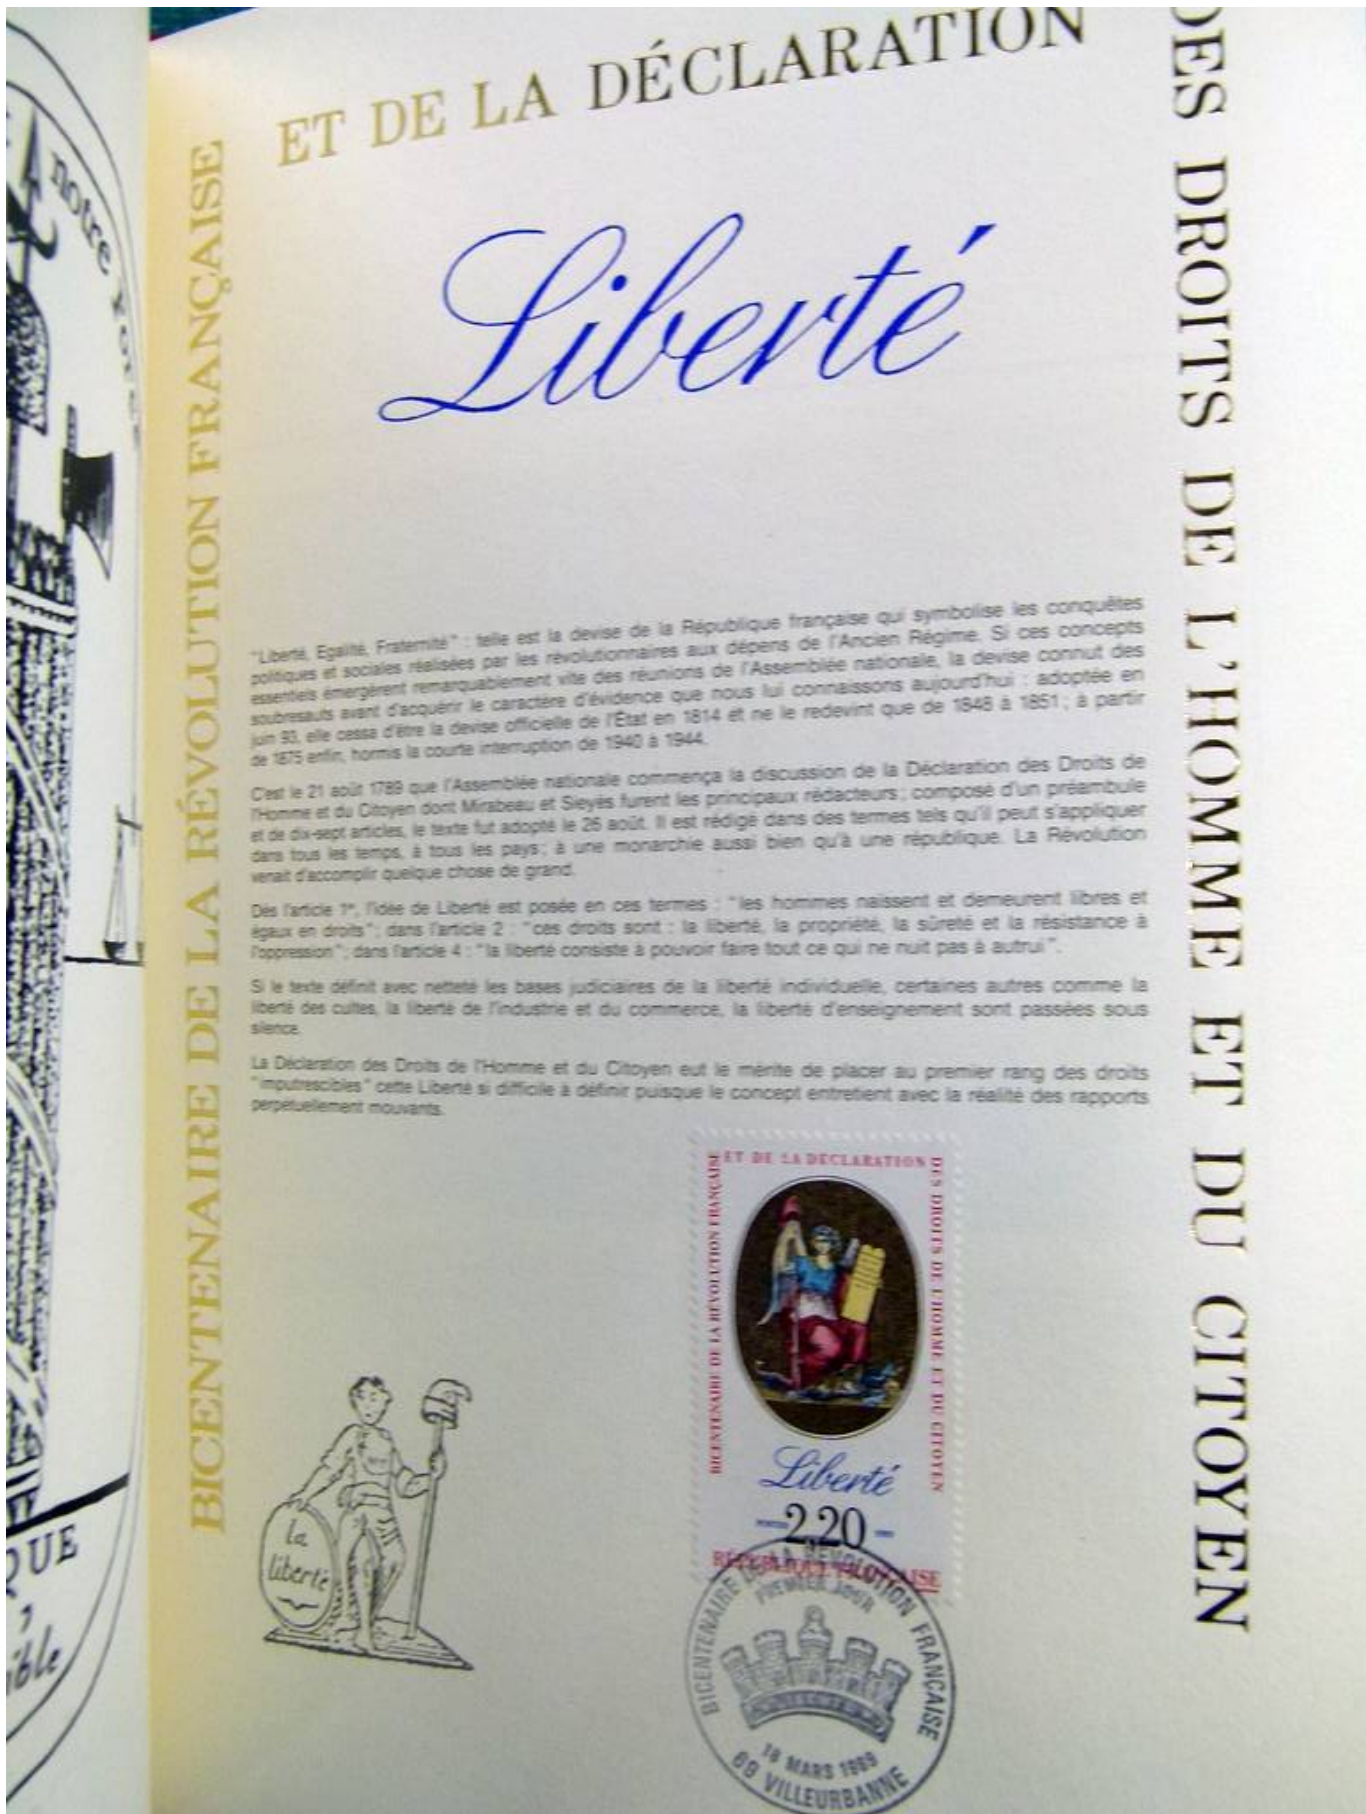 notre
QUE
ible
BICENTENAIRE DE LA RÉVOLUTION FRANÇAISE
ET DE LA DÉCLARATION
DES DROITS DE L'HOMME ET DU CITOYEN
Liberté
"Liberté, Egalité, Fraternité" : telle est la devise de la République française qui symbolise les conquêtes
politiques et sociales réalisées par les révolutionnaires aux dépens de l'Ancien Régime. Si ces concepts
essentiels émergèrent remarquablement vite des réunions de l'Assemblée nationale, la devise connut des
soubresauts avant d'acquérir le caractère d'évidence que nous lui connaissons aujourd'hui : adoptée en
juin 93, elle cessa d'être la devise officielle de l'État en 1814 et ne le redevint que de 1848 à 1851 ; à partir
de 1875 enfin, hormis la courte interruption de 1940 à 1944.
C'est le 21 août 1789 que l'Assemblée nationale commença la discussion de la Déclaration des Droits de
l'Homme et du Citoyen dont Mirabeau et Sieyès furent les principaux rédacteurs ; composé d'un préambule
et de dix-sept articles, le texte fut adopté le 26 août. Il est rédigé dans des termes tels qu'il peut s'appliquer
dans tous les temps, à tous les pays ; à une monarchie aussi bien qu'à une république. La Révolution
venait d'accomplir quelque chose de grand.
Dès l'article 1er, l'idée de Liberté est posée en ces termes : "les hommes naissent et demeurent libres et
égaux en droits" ; dans l'article 2 : "ces droits sont : la liberté, la propriété, la sûreté et la résistance à
l'oppression" ; dans l'article 4 : "la liberté consiste à pouvoir faire tout ce qui ne nuit pas à autrui".
Si le texte définit avec netteté les bases judiciaires de la liberté individuelle, certaines autres comme la
liberté des cultes, la liberté de l'industrie et du commerce, la liberté d'enseignement sont passées sous
silence.
La Déclaration des Droits de l'Homme et du Citoyen eut le mérite de placer au premier rang des droits
"imputrescibles" cette Liberté si difficile à définir puisque le concept entretient avec la réalité des rapports
perpétuellement mouvants.
la
liberté
BICENTENAIRE DE LA RÉVOLUTION FRANÇAISE
ET DE LA DÉCLARATION
DES DROITS DE L'HOMME ET DU CITOYEN
Liberté
2,20
RÉPUBLIQUE FRANÇAISE
BICENTENAIRE DE LA RÉVOLUTION FRANÇAISE
PREMIER JOUR
18 MARS 1989
69 VILLEURBANNE